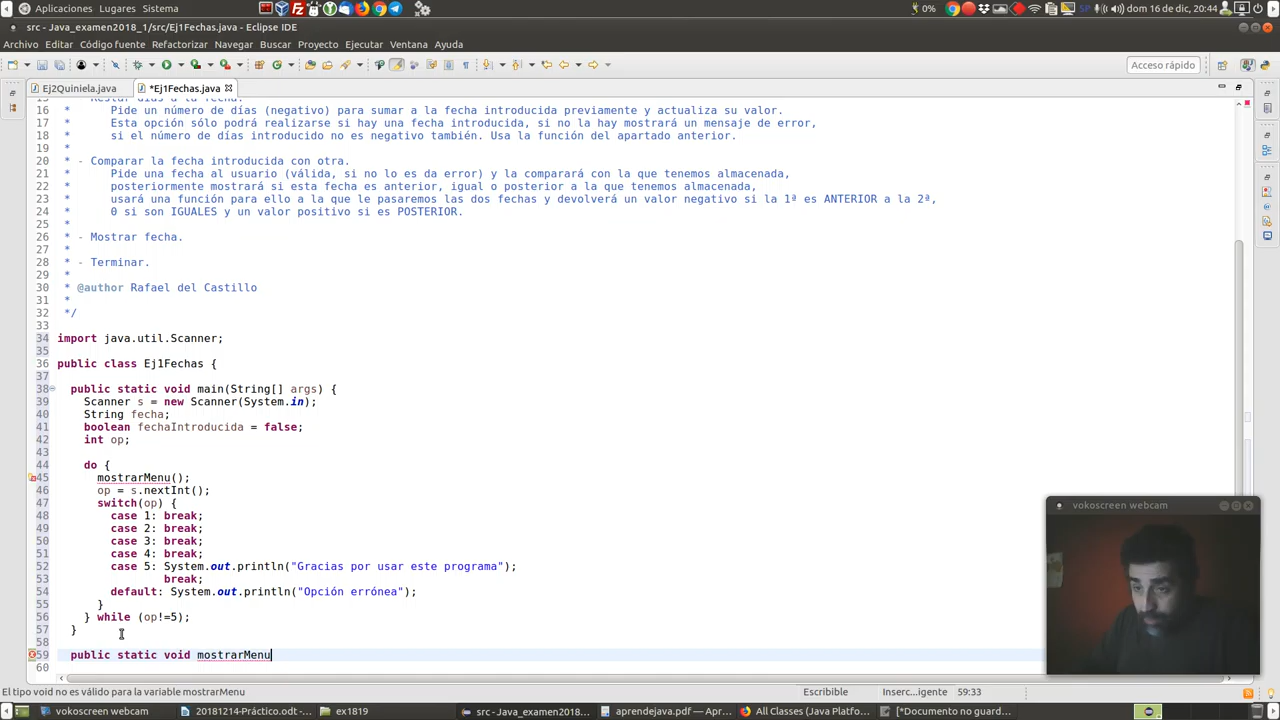 Aplicaciones Lugares Sistema
0% SP dom 16 de dic, 20:44
src - Java_examen2018_1/src/Ej1Fechas.java - Eclipse IDE
Archivo Editar Código fuente Refactorizar Navegar Buscar Proyecto Ejecutar Ventana Ayuda
Acceso rápido
Ej2Quiniela.java *Ej1Fechas.java
15 * - Restar días a la fecha.
16 * Pide un número de días (negativo) para sumar a la fecha introducida previamente y actualiza su valor.
17 * Esta opción sólo podrá realizarse si hay una fecha introducida, si no la hay mostrará un mensaje de error,
18 * si el número de días introducido no es negativo también. Usa la función del apartado anterior.
19 *
20 * - Comparar la fecha introducida con otra.
21 * Pide una fecha al usuario (válida, si no lo es da error) y la comparará con la que tenemos almacenada,
22 * posteriormente mostrará si esta fecha es anterior, igual o posterior a la que tenemos almacenada,
23 * usará una función para ello a la que le pasaremos las dos fechas y devolverá un valor negativo si la 1ª es ANTERIOR a la 2ª,
24 * 0 si son IGUALES y un valor positivo si es POSTERIOR.
25 *
26 * - Mostrar fecha.
27 *
28 * - Terminar.
29 *
30 * @author Rafael del Castillo
31 *
32 */
33
34 import java.util.Scanner;
35
36 public class Ej1Fechas {
37
38 public static void main(String[] args) {
39 Scanner s = new Scanner(System.in);
40 String fecha;
41 boolean fechaIntroducida = false;
42 int op;
43
44 do {
45 mostrarMenu();
46 op = s.nextInt();
47 switch(op) {
48 case 1: break;
49 case 2: break;
50 case 3: break;
51 case 4: break;
52 case 5: System.out.println("Gracias por usar este programa");
53 break;
54 default: System.out.println("Opción errónea");
55 }
56 } while (op!=5);
57 }
58
59 public static void mostrarMenu
60
vokoscreen webcam
El tipo void no es válido para la variable mostrarMenu Escribible Inserc...igente 59:33
vokoscreen webcam 20181214-Práctico.odt -... ex1819 src - Java_examen2018... aprendejava.pdf — Apr... All Classes (Java Platfo... [*Documento no guard...